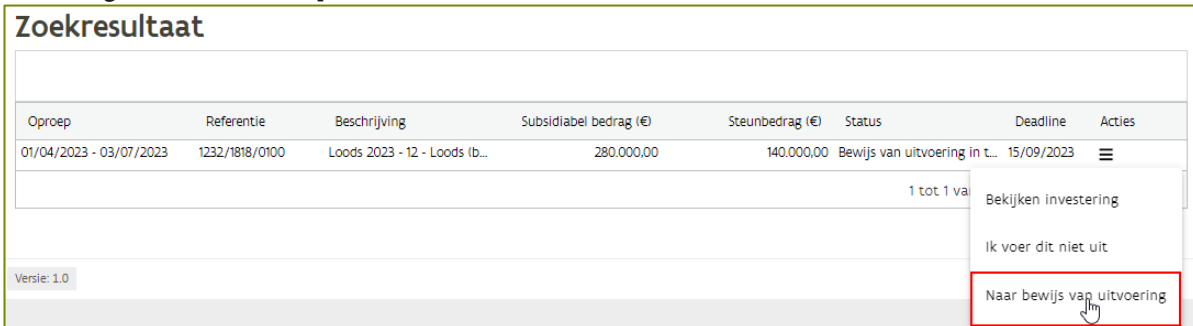 Zoekresultaat
Oproep Referentie Beschrijving Subsidiabel bedrag (€) Steunbedrag (€) Status Deadline Acties
01/04/2023 - 03/07/2023 1232/1818/0100 Loods 2023 - 12 - Loods (b... 280.000,00 140.000,00 Bewijs van uitvoering in t... 15/09/2023
1 tot 1 va
Bekijken investering
Ik voer dit niet uit
Versie: 1.0
Naar bewijs van uitvoering